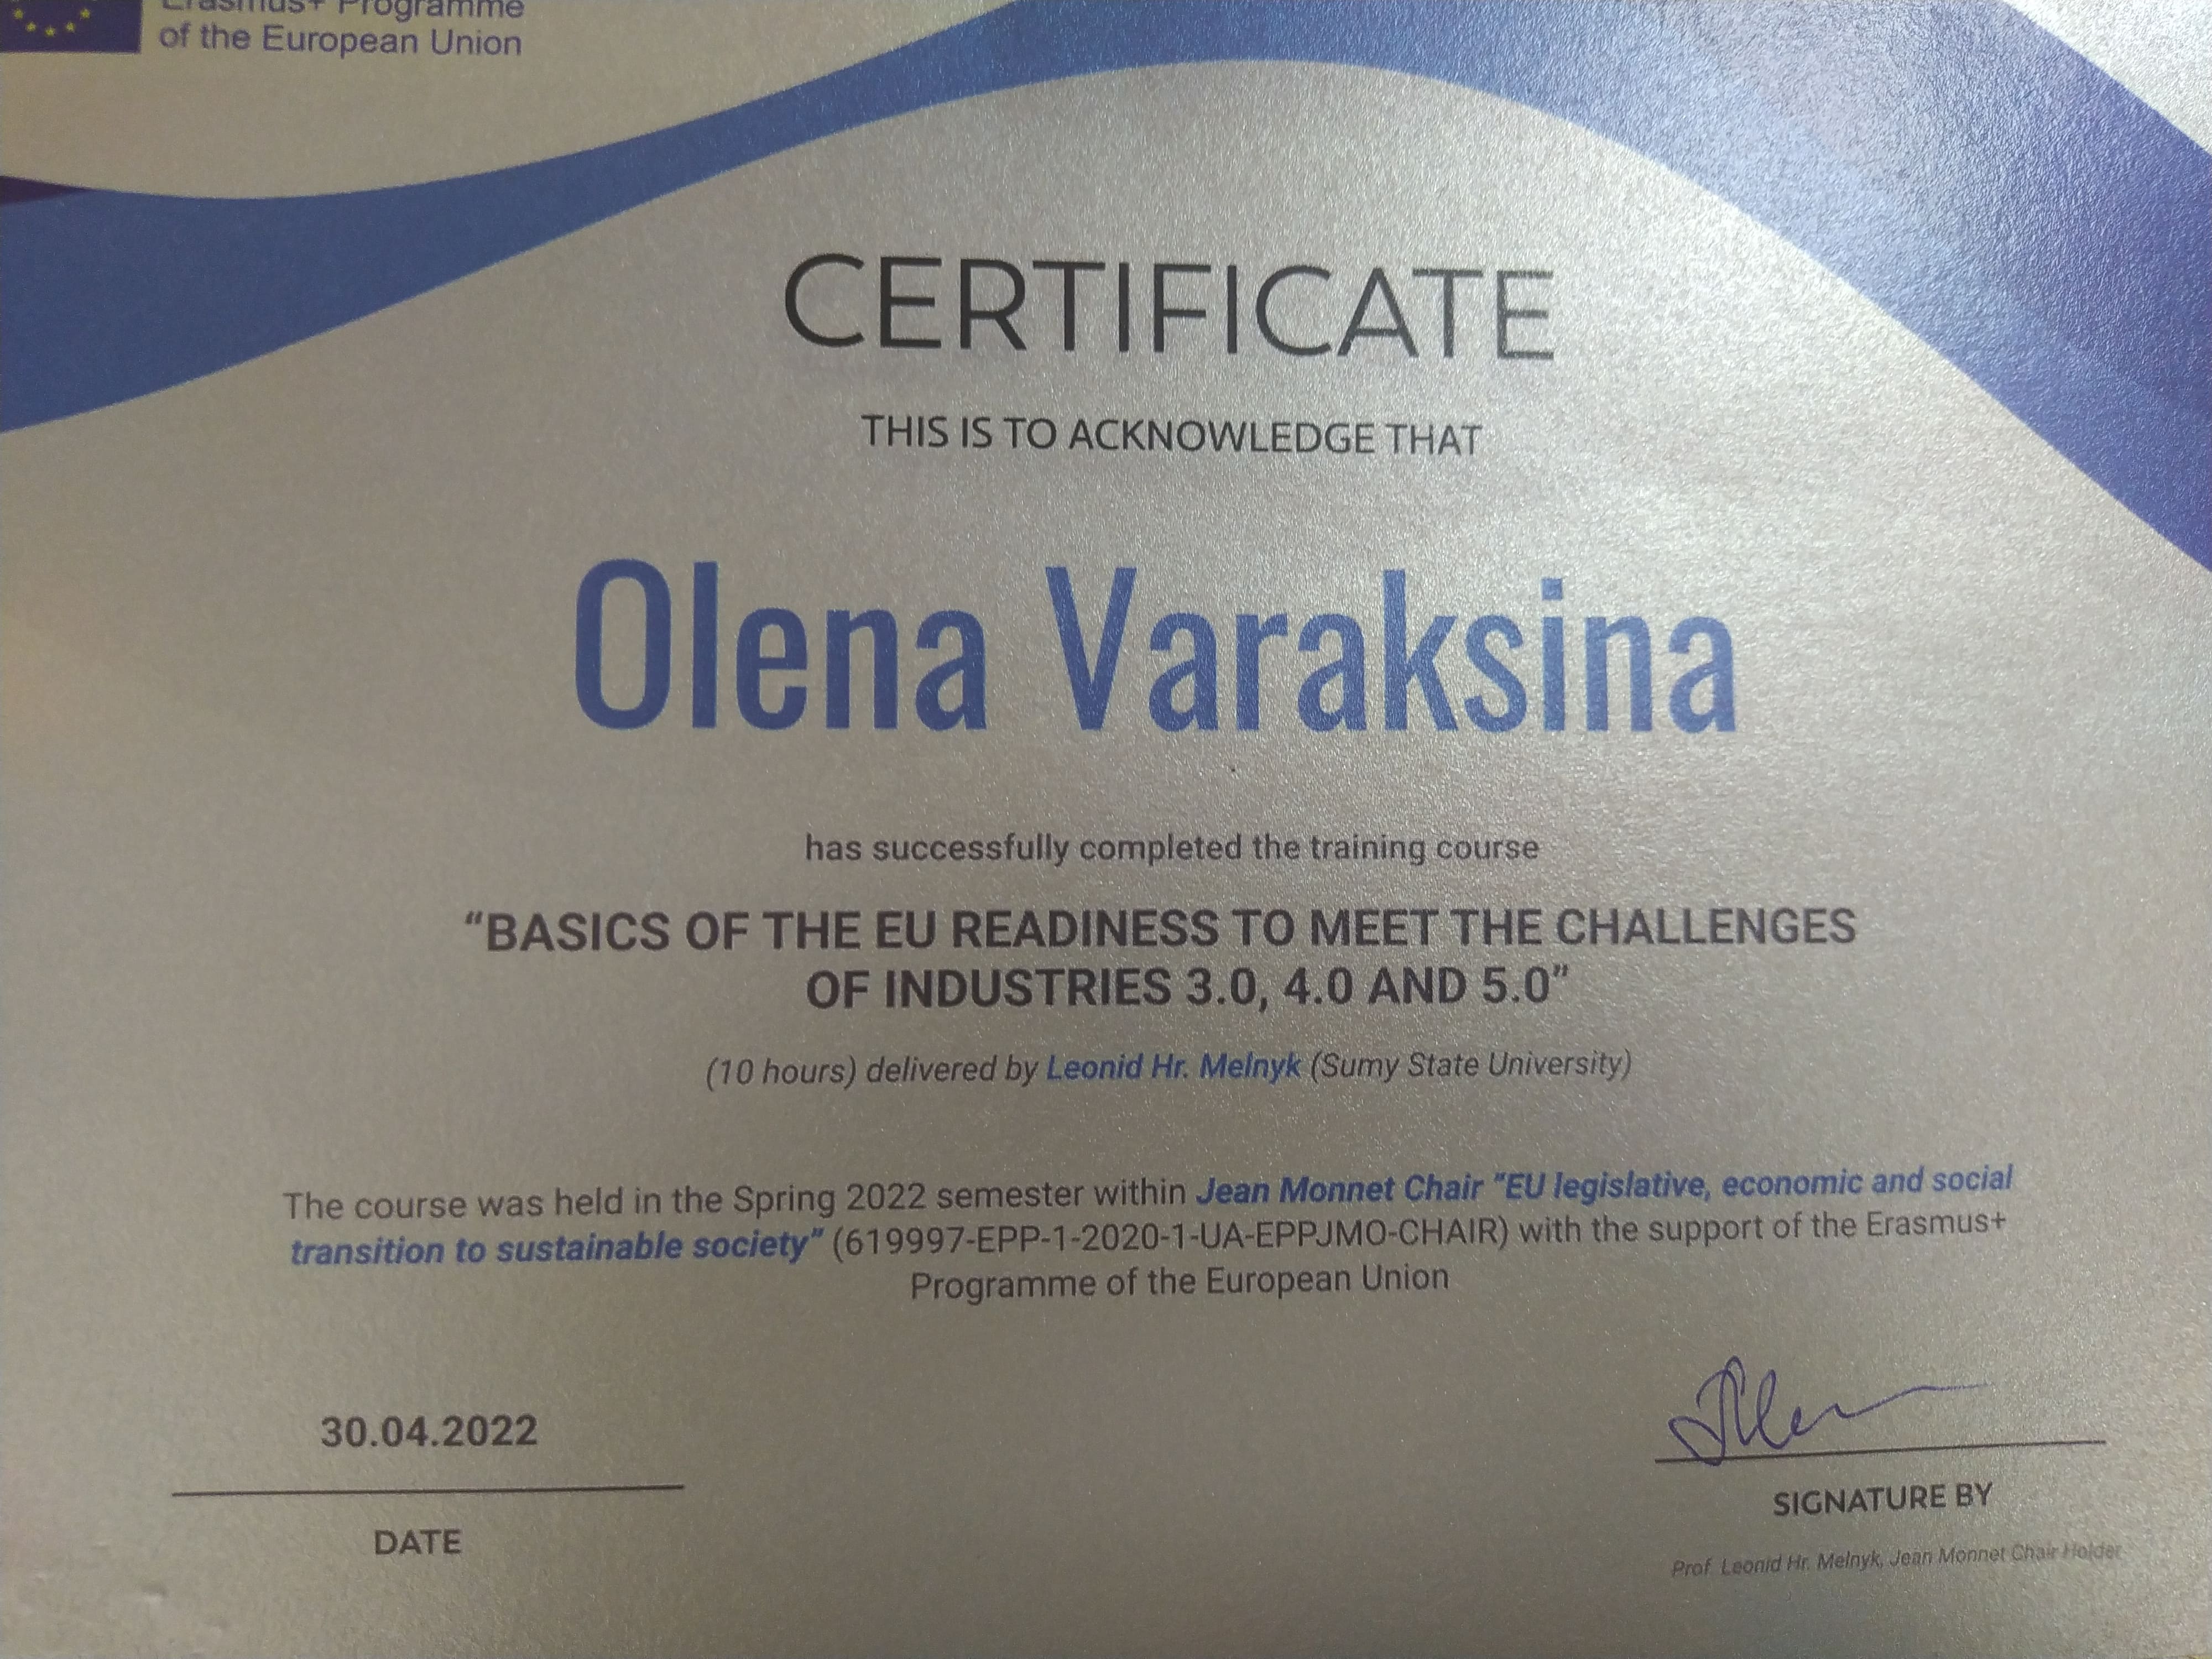 Erasmus+ Programme
of the European Union
CERTIFICATE
THIS IS TO ACKNOWLEDGE THAT
Olena Varaksina
has successfully completed the training course
“BASICS OF THE EU READINESS TO MEET THE CHALLENGES
OF INDUSTRIES 3.0, 4.0 AND 5.0”
(10 hours) delivered by Leonid Hr. Melnyk (Sumy State University)
The course was held in the Spring 2022 semester within Jean Monnet Chair “EU legislative, economic and social
transition to sustainable society” (619997-EPP-1-2020-1-UA-EPPJMO-CHAIR) with the support of the Erasmus+
Programme of the European Union
30.04.2022
DATE
SIGNATURE BY
Prof. Leonid Hr. Melnyk, Jean Monnet Chair Holder